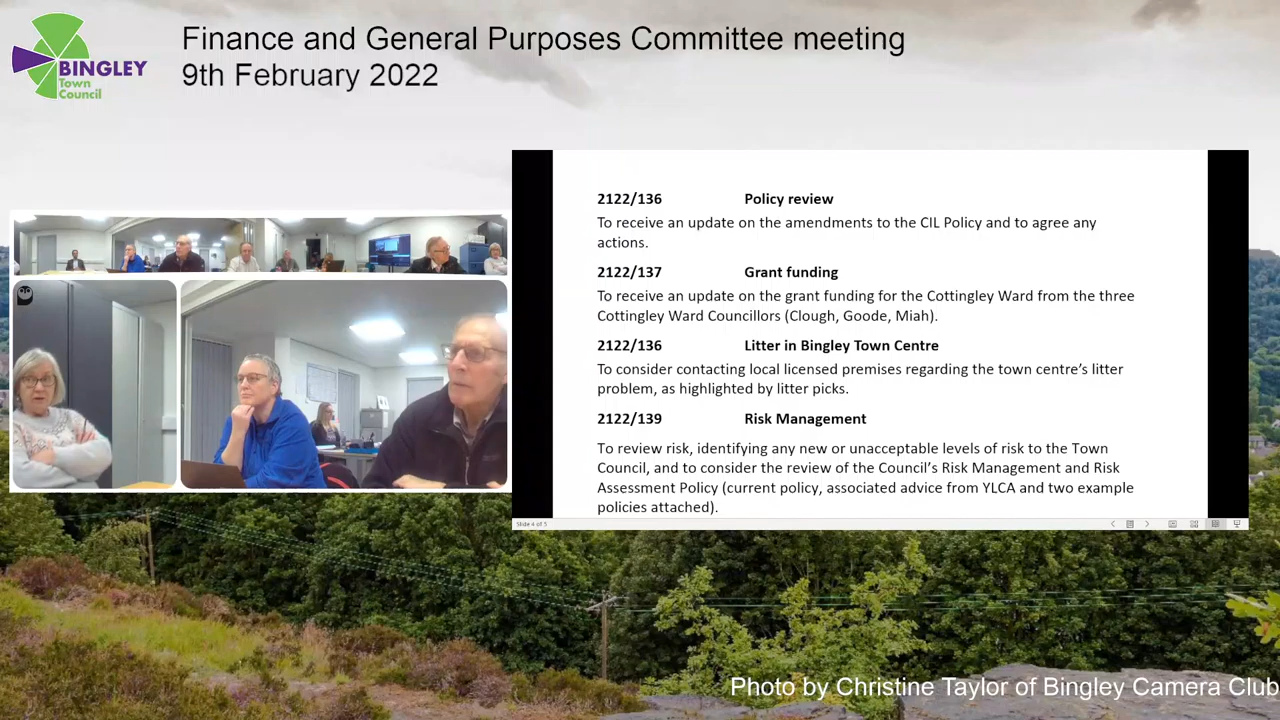 Finance and General Purposes Committee meeting
9th February 2022
BINGLEY
Town
Council
2122/136 Policy review
To receive an update on the amendments to the CIL Policy and to agree any
actions.
2122/137 Grant funding
To receive an update on the grant funding for the Cottingley Ward from the three
Cottingley Ward Councillors (Clough, Goode, Miah).
2122/136 Litter in Bingley Town Centre
To consider contacting local licensed premises regarding the town centre's litter
problem, as highlighted by litter picks.
2122/139 Risk Management
To review risk, identifying any new or unacceptable levels of risk to the Town
Council, and to consider the review of the Council's Risk Management and Risk
Assessment Policy (current policy, associated advice from YLCA and two example
policies attached).
Slide 4 of 5
Photo by Christine Taylor of Bingley Camera Club